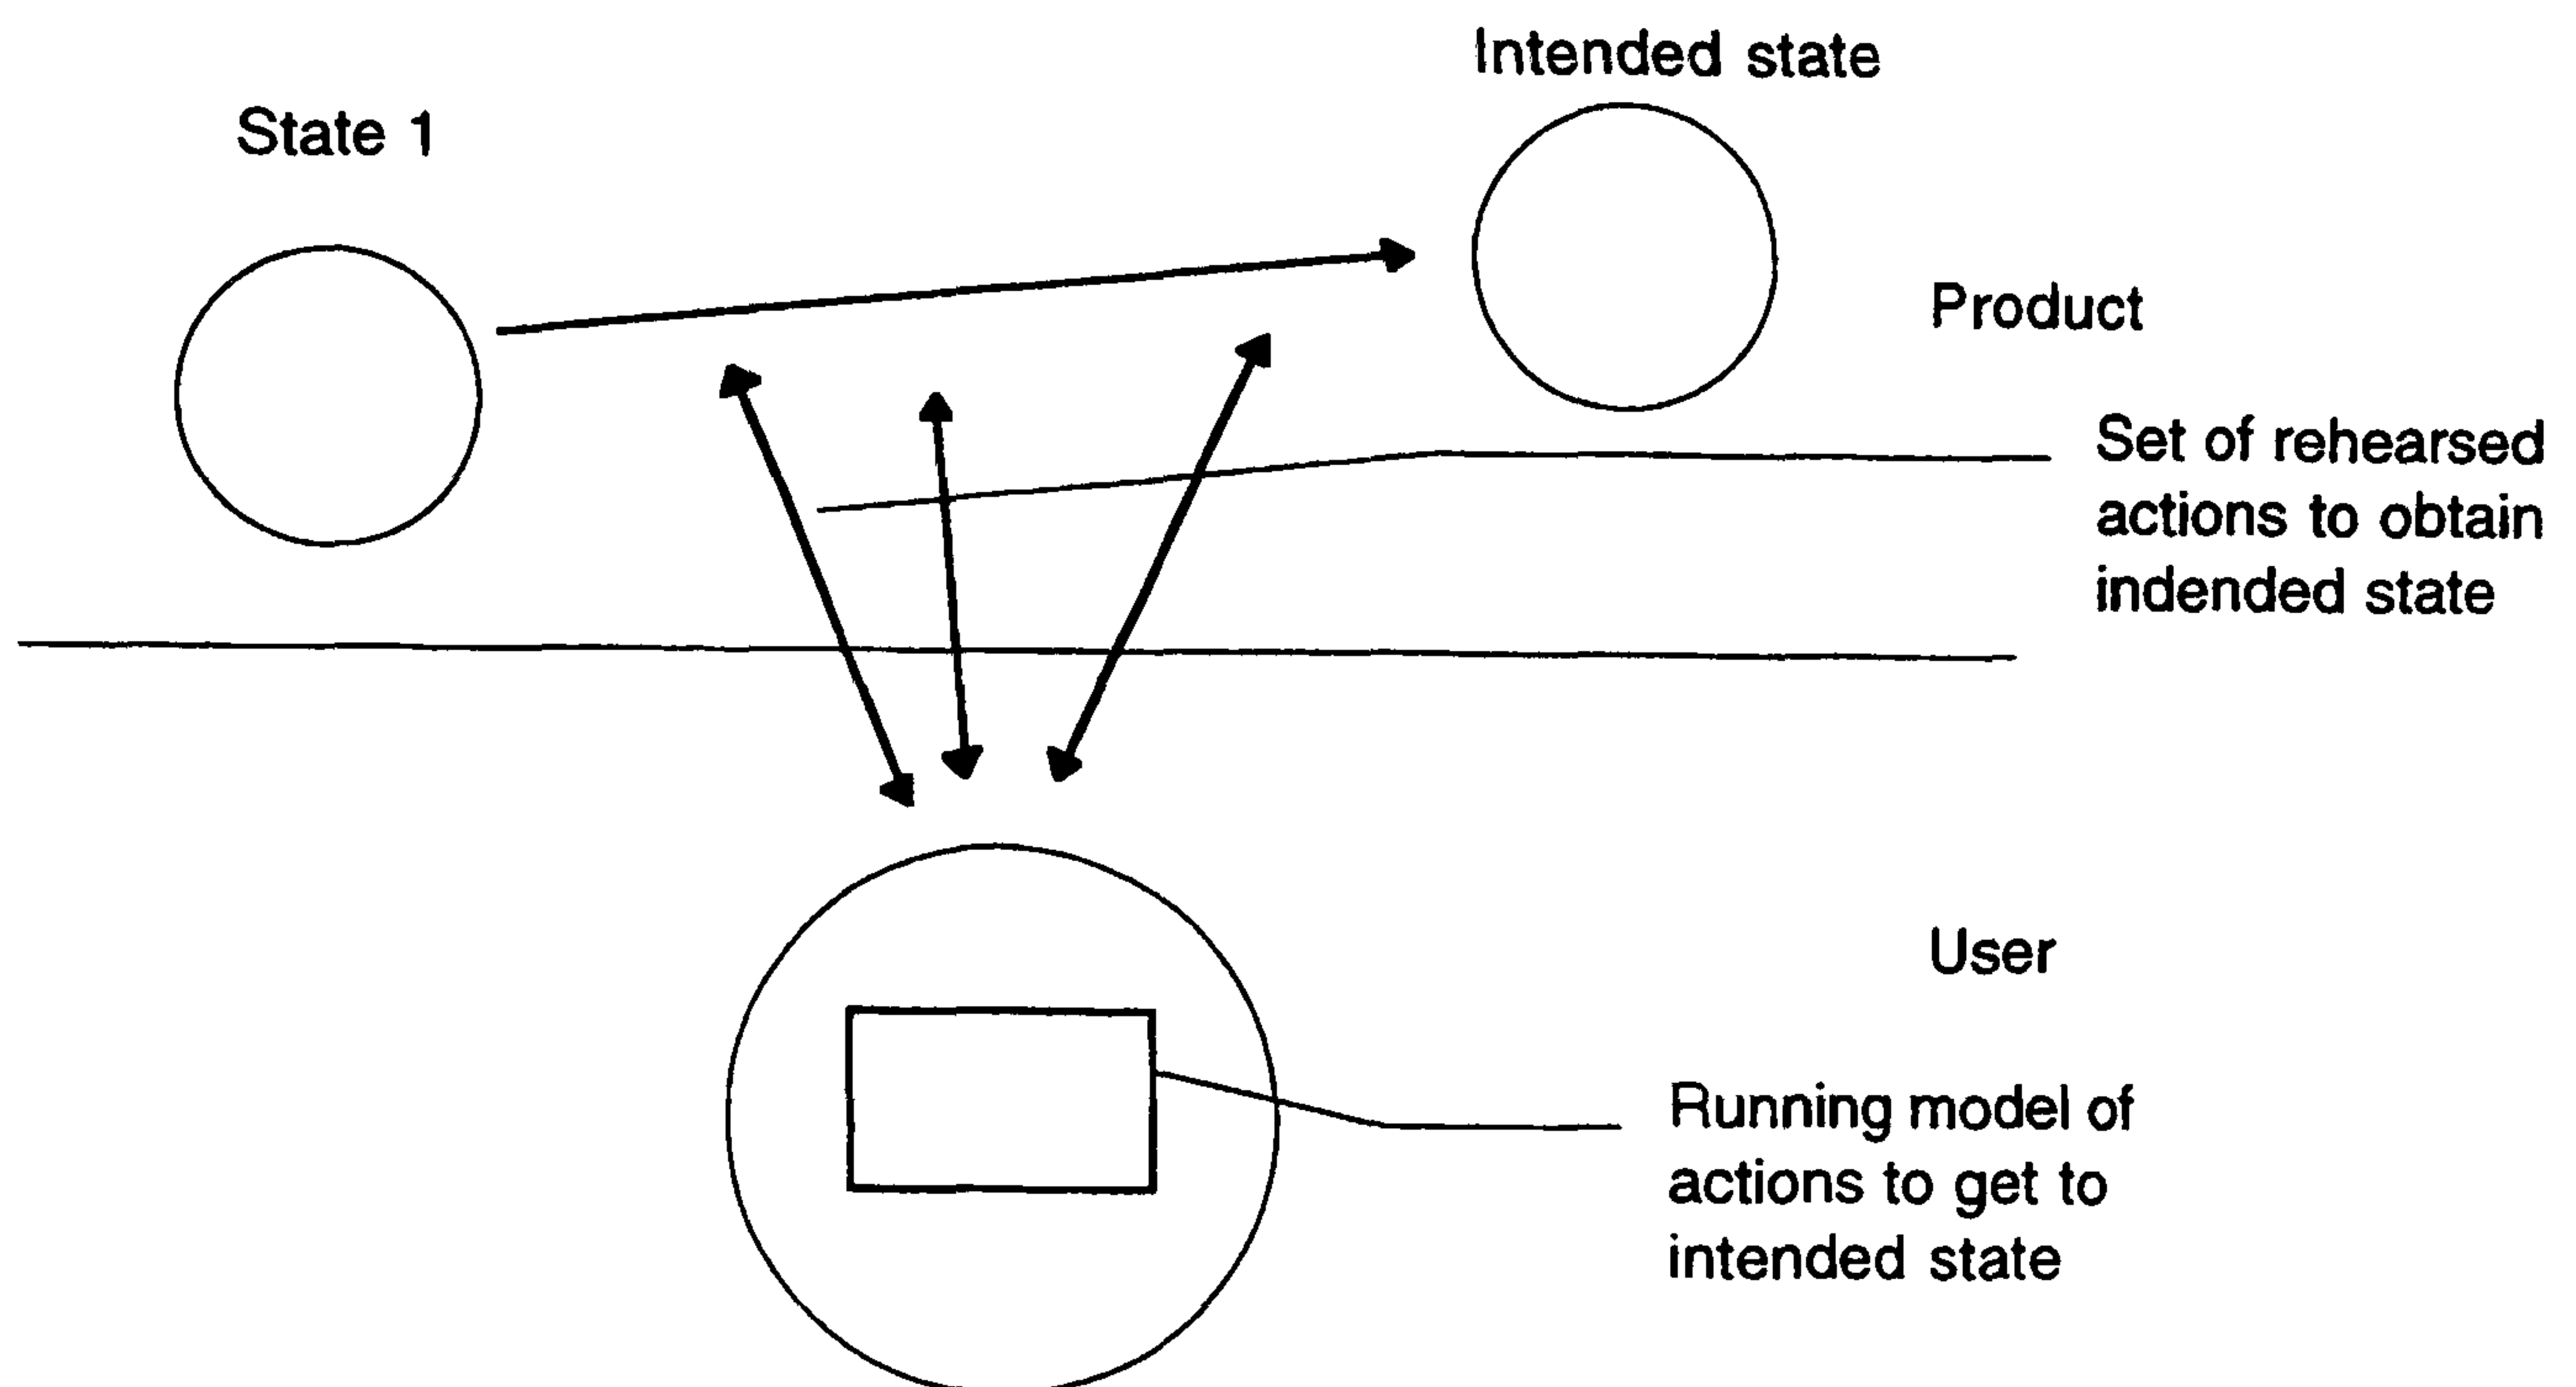 Intended state
State 1
Product
Set of rehearsed
actions to obtain
indended state
User
Running model of
actions to get to
intended state